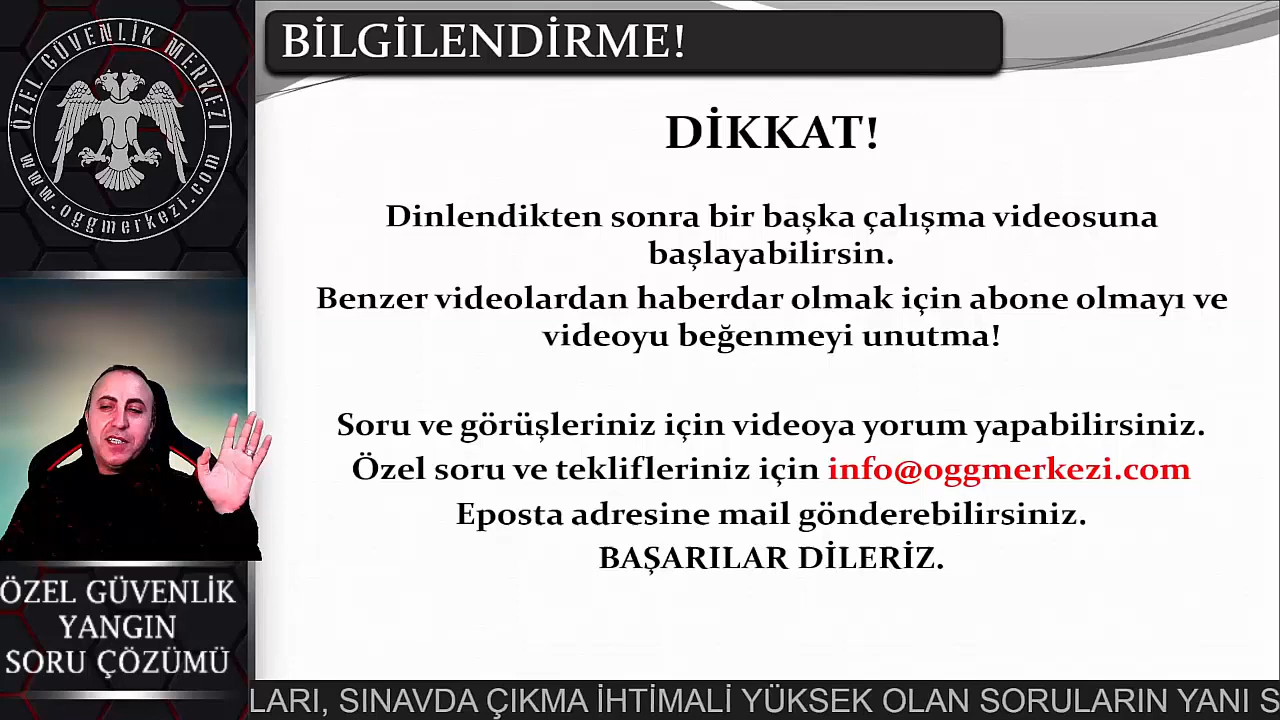 ÖZEL GÜVENLİK MERKEZİ
www.oggmerkezi.com
BİLGİLENDİRME!
DİKKAT!
Dinlendikten sonra bir başka çalışma videosuna
başlayabilirsin.
Benzer videolardan haberdar olmak için abone olmayı ve
videoyu beğenmeyi unutma!
Soru ve görüşleriniz için videoya yorum yapabilirsiniz.
Özel soru ve teklifleriniz için info@oggmerkezi.com
Eposta adresine mail gönderebilirsiniz.
BAŞARILAR DİLERİZ.
ÖZEL GÜVENLİK
YANGIN
SORU ÇÖZÜMÜ
LARI, SINAVDA ÇIKMA İHTİMALİ YÜKSEK OLAN SORULARIN YANI S